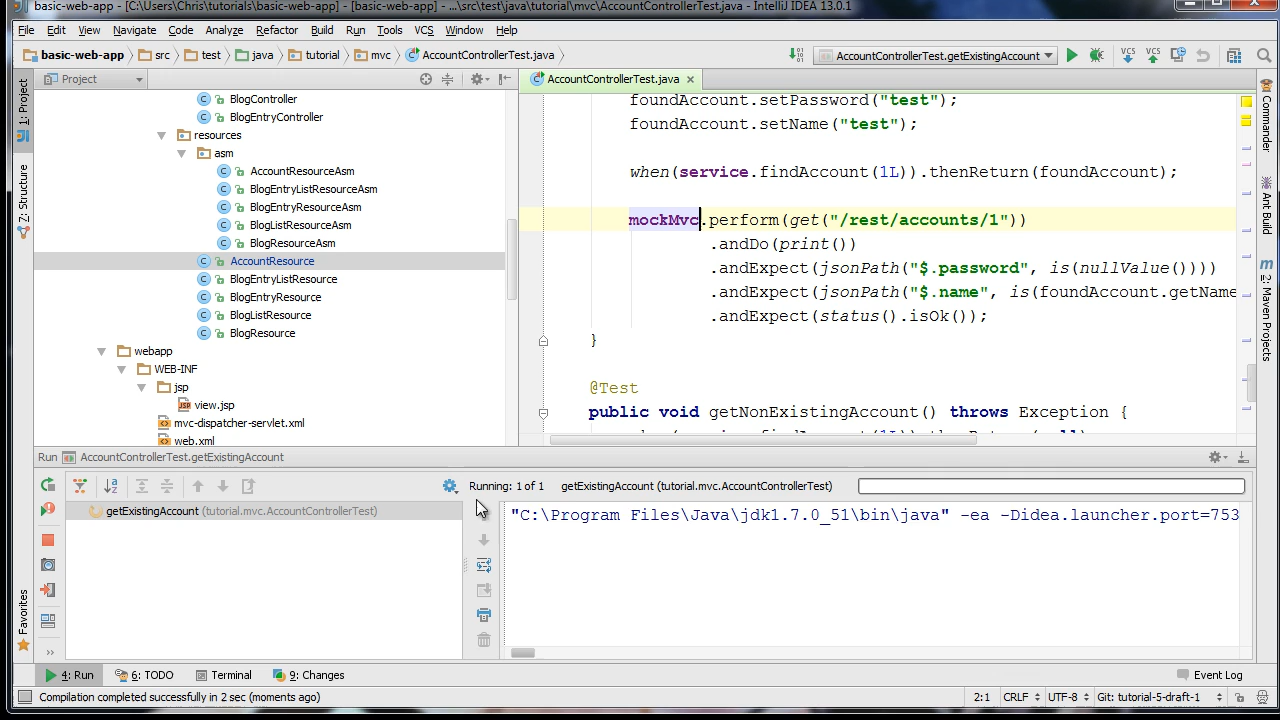 basic-web-app - [C:\Users\Chris\tutorials\basic-web-app] - [basic-web-app] - ...\src\test\java\tutorial\mvc\AccountControllerTest.java - IntelliJ IDEA 13.0.1
File Edit View Navigate Code Analyze Refactor Build Run Tools VCS Window Help
basic-web-app src test java tutorial mvc AccountControllerTest.java AccountControllerTest.getExistingAccount VCS VCS
1: Project
Z: Structure
Favorites
Project
BlogController
BlogEntryController
resources
asm
AccountResourceAsm
BlogEntryListResourceAsm
BlogEntryResourceAsm
BlogListResourceAsm
BlogResourceAsm
AccountResource
BlogEntryListResource
BlogEntryResource
BlogListResource
BlogResource
webapp
WEB-INF
jsp
view.jsp
mvc-dispatcher-servlet.xml
web.xml
AccountControllerTest.java
foundAccount.setPassword("test");
foundAccount.setName("test");
when(service.findAccount(1L)).thenReturn(foundAccount);
mockMvc.perform(get("/rest/accounts/1"))
.andDo(print())
.andExpect(jsonPath("$.password", is(nullValue())))
.andExpect(jsonPath("$.name", is(foundAccount.getName
.andExpect(status().isOk());
}
@Test
public void getNonExistingAccount() throws Exception {
Commander
Ant Build
m 2: Maven Projects
Run AccountControllerTest.getExistingAccount
Running: 1 of 1 getExistingAccount (tutorial.mvc.AccountControllerTest)
getExistingAccount (tutorial.mvc.AccountControllerTest)
"C:\Program Files\Java\jdk1.7.0_51\bin\java" -ea -Didea.launcher.port=753
4: Run 6: TODO Terminal 9: Changes Event Log
Compilation completed successfully in 2 sec (moments ago) 2:1 CRLF UTF-8 Git: tutorial-5-draft-1